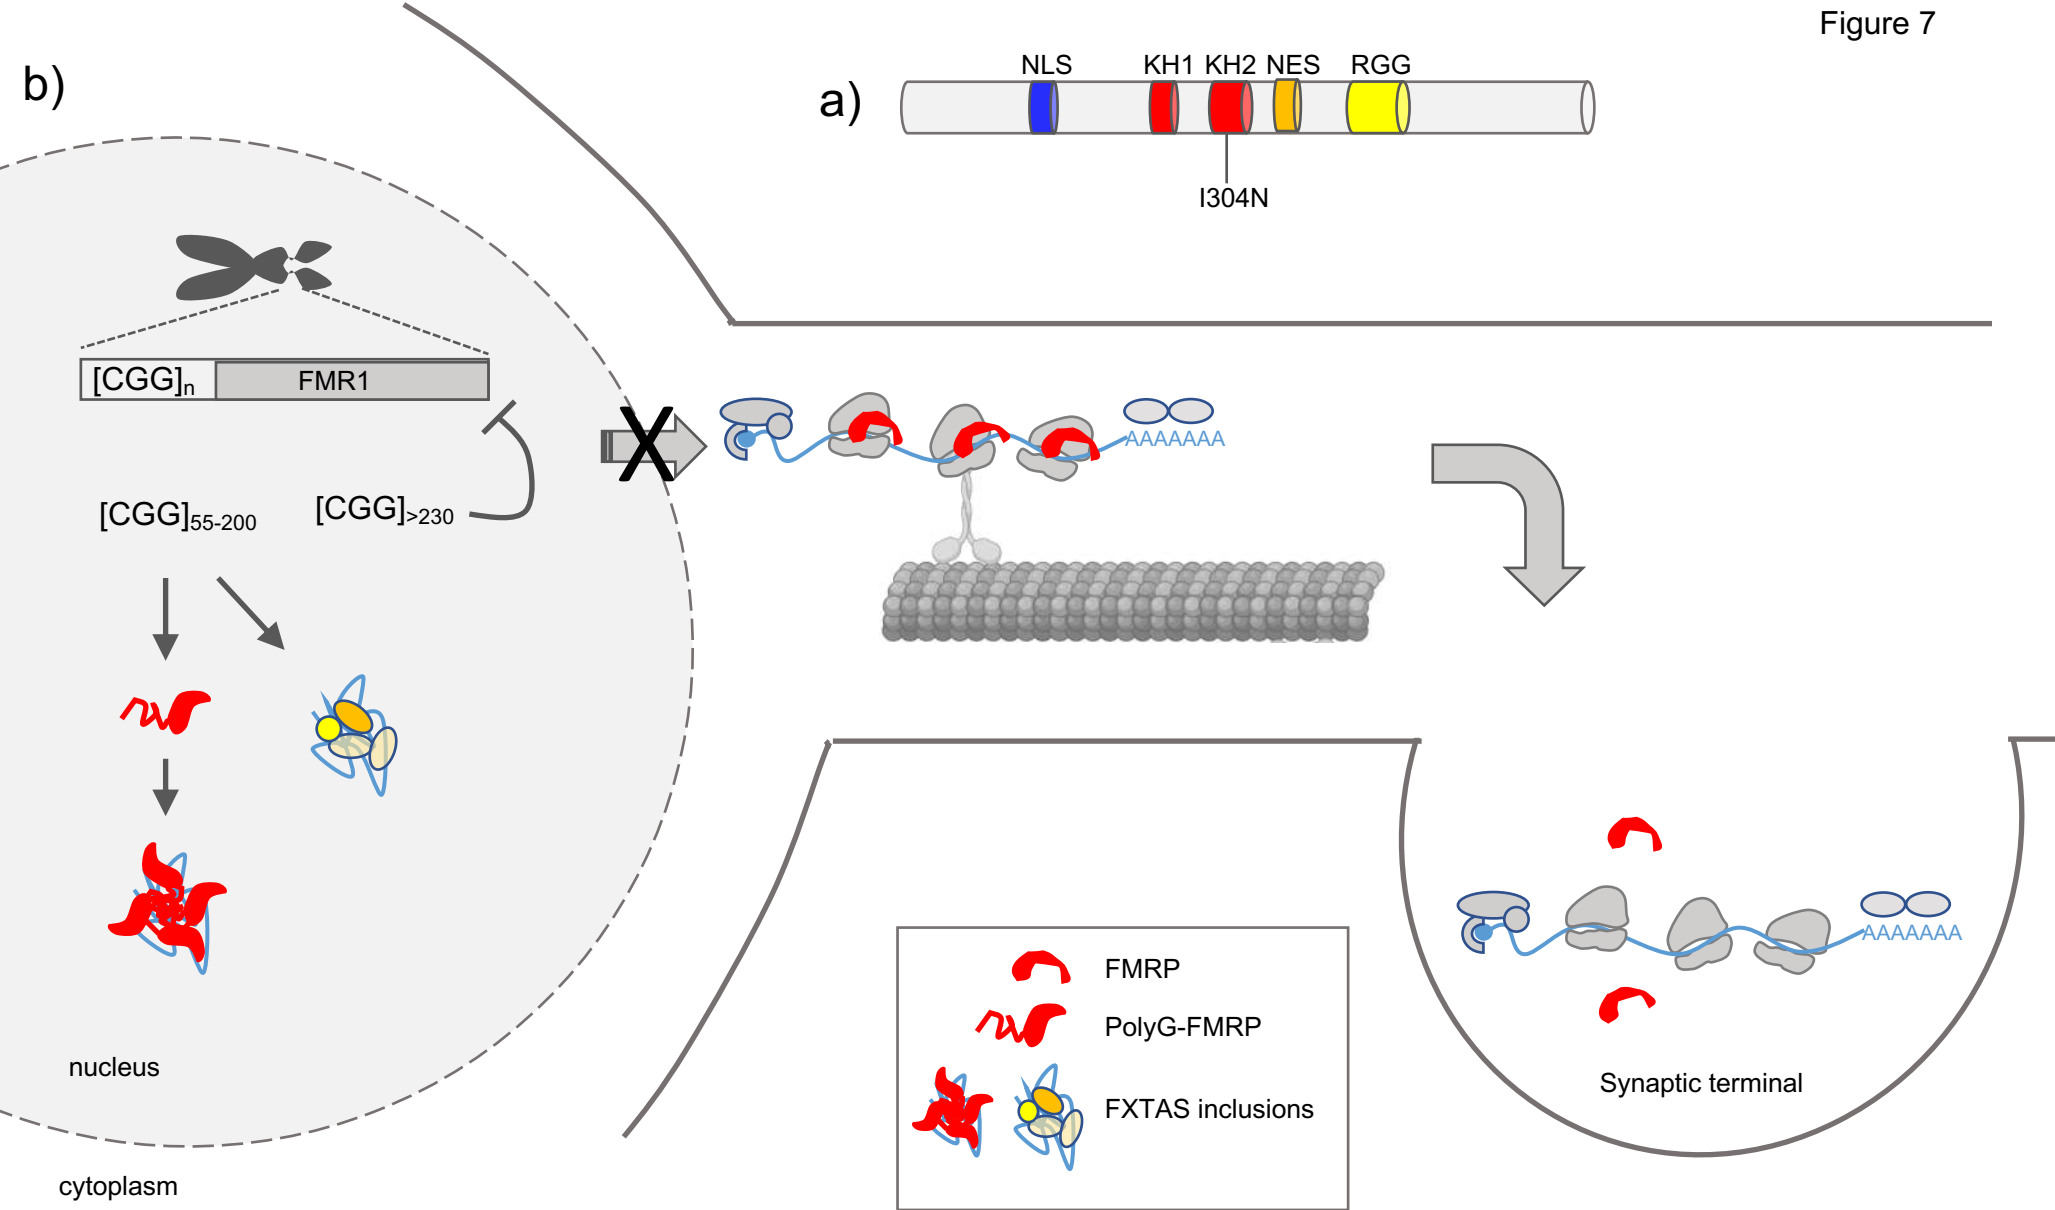 Figure 7
b)
a)
NLS KH1 KH2 NES RGG
I304N
[CGG]n FMR1
AAAAAAA
[CGG]55-200 [CGG]>230
AAAAAAA
nucleus
cytoplasm
FMRP
PolyG-FMRP
FXTAS inclusions
Synaptic terminal